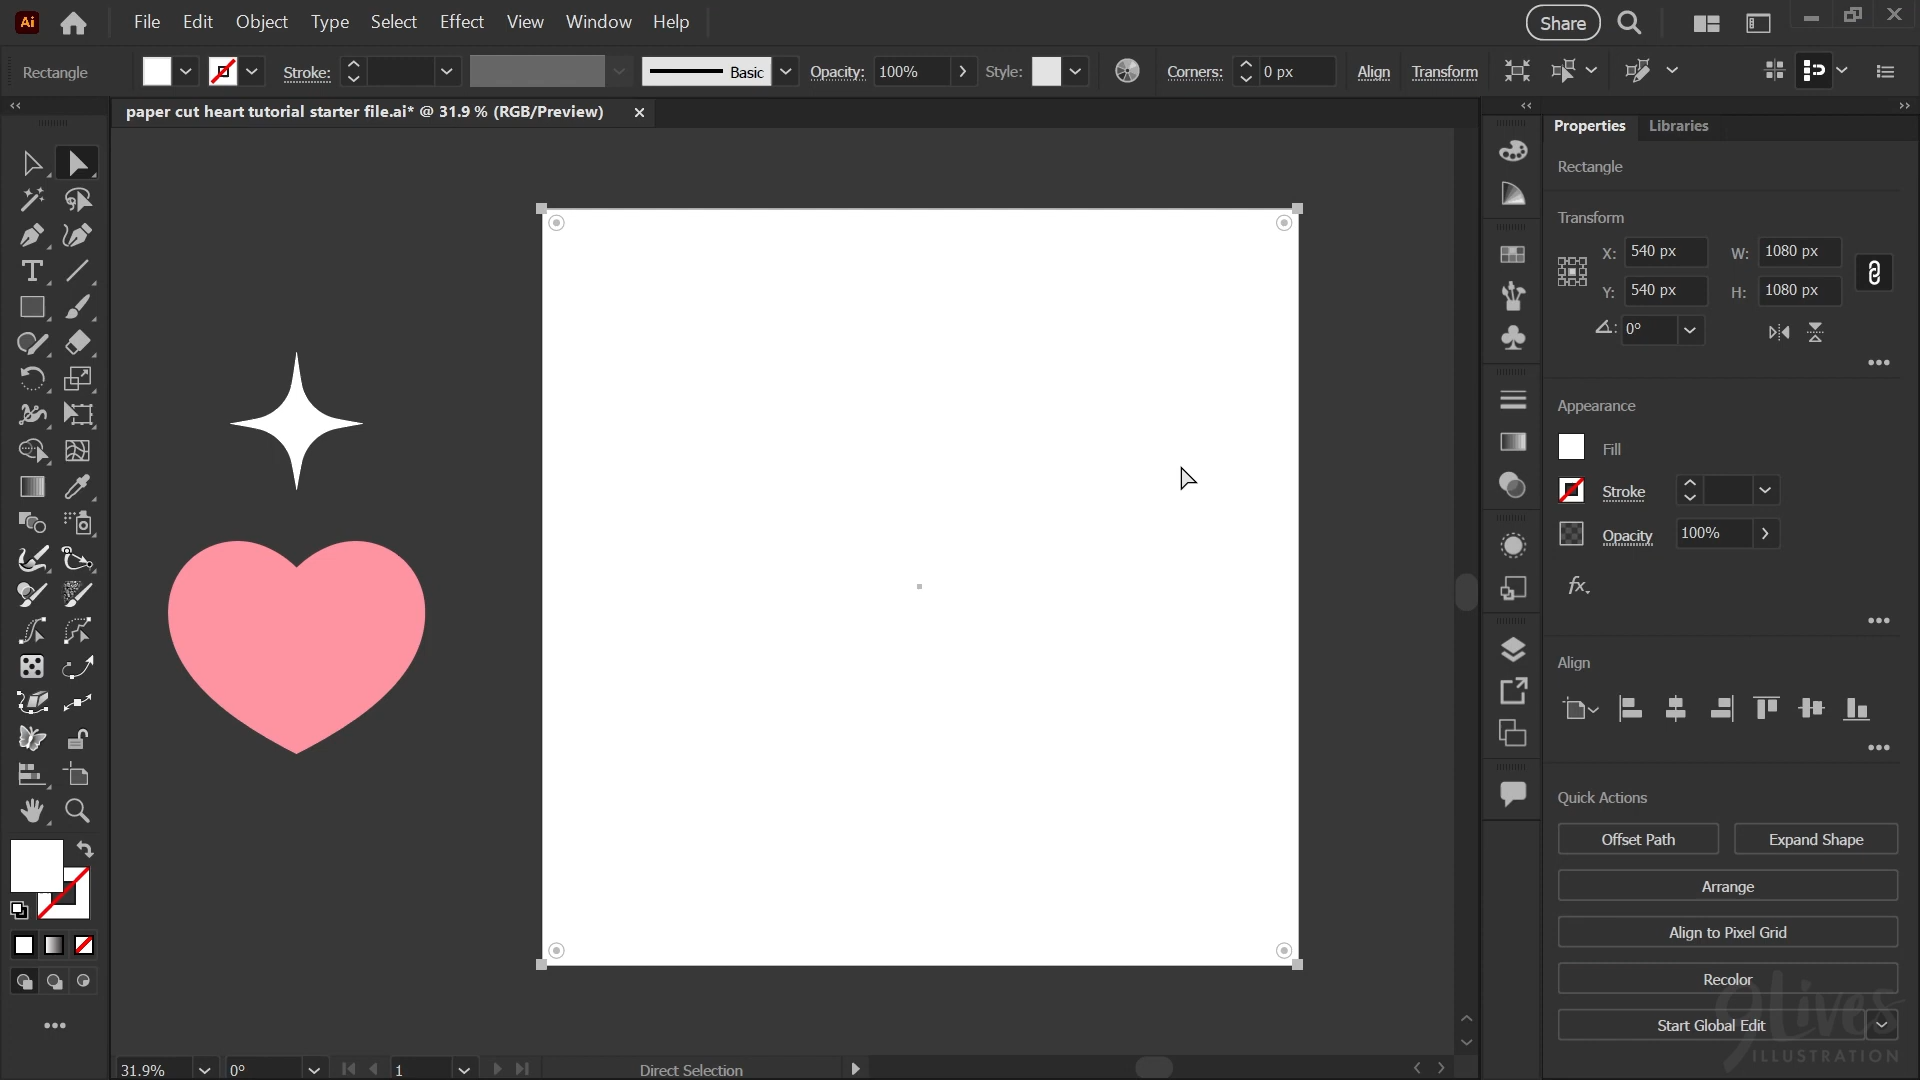 Ai File Edit Object Type Select Effect View Window Help Share
Rectangle Stroke: Basic Opacity: 100% Style: Corners: 0 px Align Transform
paper cut heart tutorial starter file.ai* @ 31.9 % (RGB/Preview)
Properties Libraries
Rectangle
Transform
X: 540 px W: 1080 px
Y: 540 px H: 1080 px
0°
Appearance
Fill
Stroke
Opacity 100%
fx.
Align
Quick Actions
Offset Path Expand Shape
Arrange
Align to Pixel Grid
Recolor
Start Global Edit
9Lives
ILLUSTRATION
31.9% 0° 1 Direct Selection